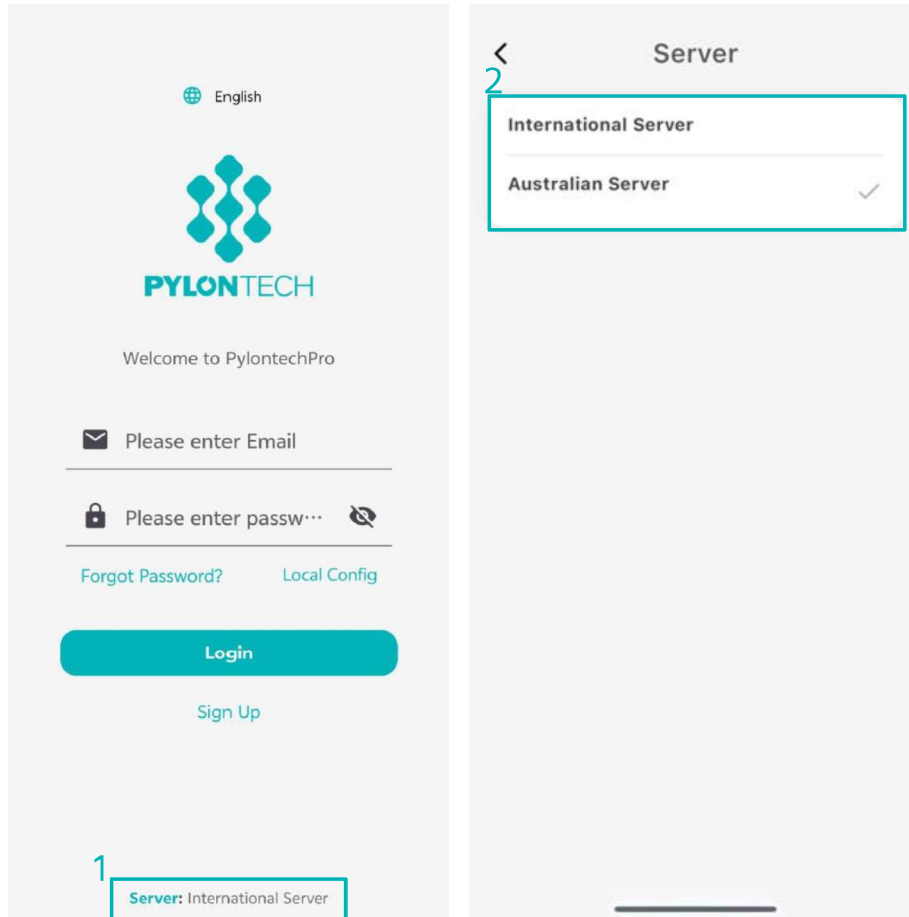 English
PYLONTECH
Welcome to PylontechPro
Please enter Email
Please enter passw···
Forgot Password? Local Config
Login
Sign Up
1
Server: International Server
Server
2
International Server
Australian Server